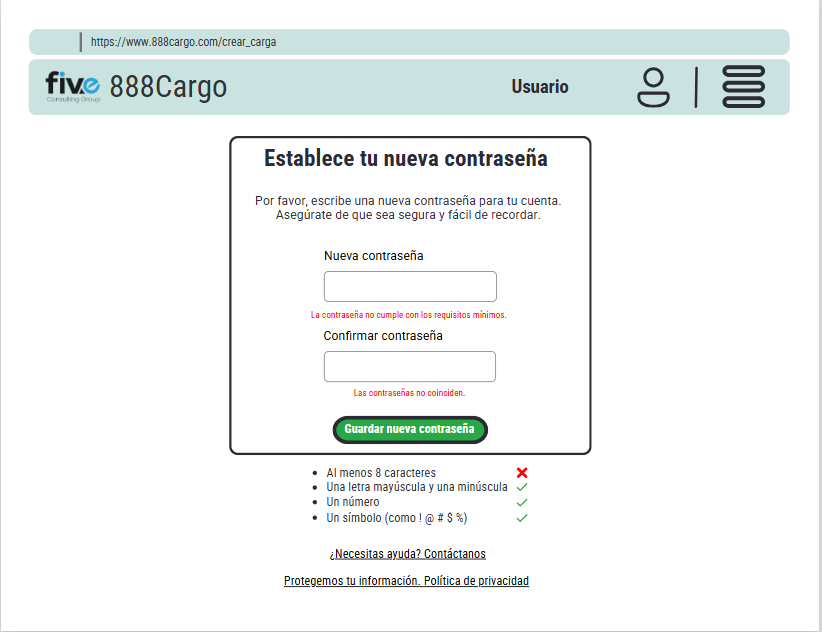 https://www.888cargo.com/crear_carga
five
Consulting Group
888Cargo
Usuario
Establece tu nueva contraseña
Por favor, escribe una nueva contraseña para tu cuenta.
Asegúrate de que sea segura y fácil de recordar.
Nueva contraseña
La contraseña no cumple con los requisitos mínimos.
Confirmar contraseña
Las contraseñas no coinciden.
Guardar nueva contraseña
Al menos 8 caracteres
Una letra mayúscula y una minúscula
Un número
Un símbolo (como ! @ # $ %)
¿Necesitas ayuda? Contáctanos
Protegemos tu información. Política de privacidad